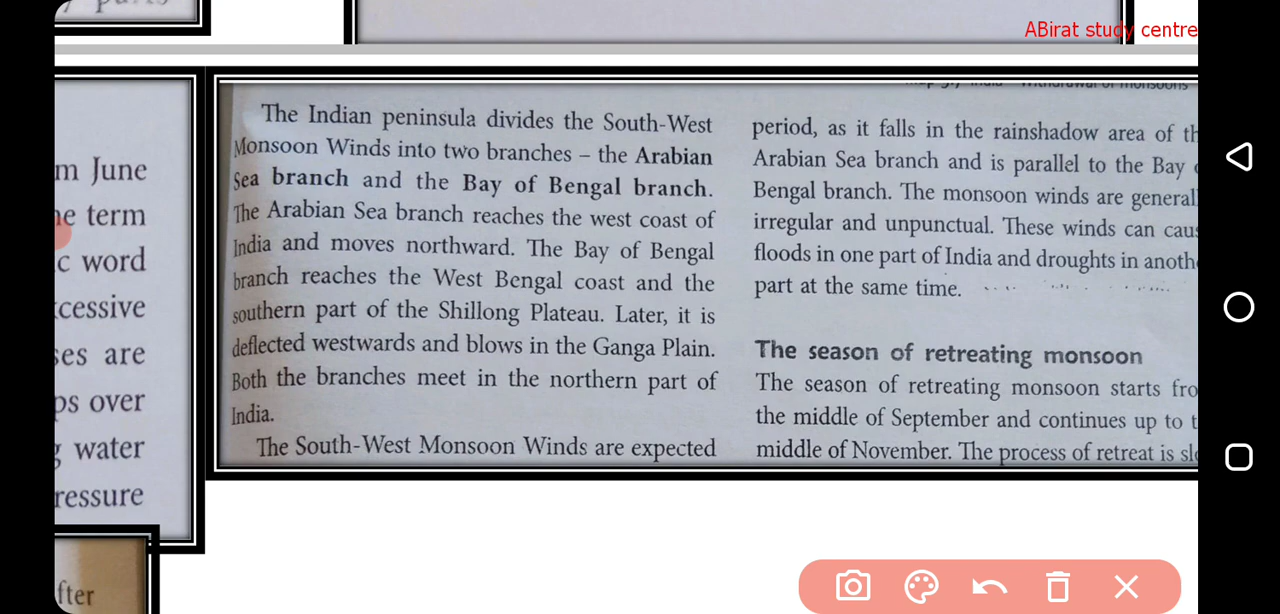 ABirat study centre
m June
term
c word
cessive
ses are
ps over
water
ressure
fter
The Indian peninsula divides the South-West
Monsoon Winds into two branches – the Arabian
Sea branch and the Bay of Bengal branch.
The Arabian Sea branch reaches the west coast of
India and moves northward. The Bay of Bengal
branch reaches the West Bengal coast and the
southern part of the Shillong Plateau. Later, it is
deflected westwards and blows in the Ganga Plain.
Both the branches meet in the northern part of
India.
The South-West Monsoon Winds are expected
period, as it falls in the rainshadow area of th
Arabian Sea branch and is parallel to the Bay
Bengal branch. The monsoon winds are general
irregular and unpunctual. These winds can cau
floods in one part of India and droughts in anoth
part at the same time.
The season of retreating monsoon
The season of retreating monsoon starts fro
the middle of September and continues up to t
middle of November. The process of retreat is sl